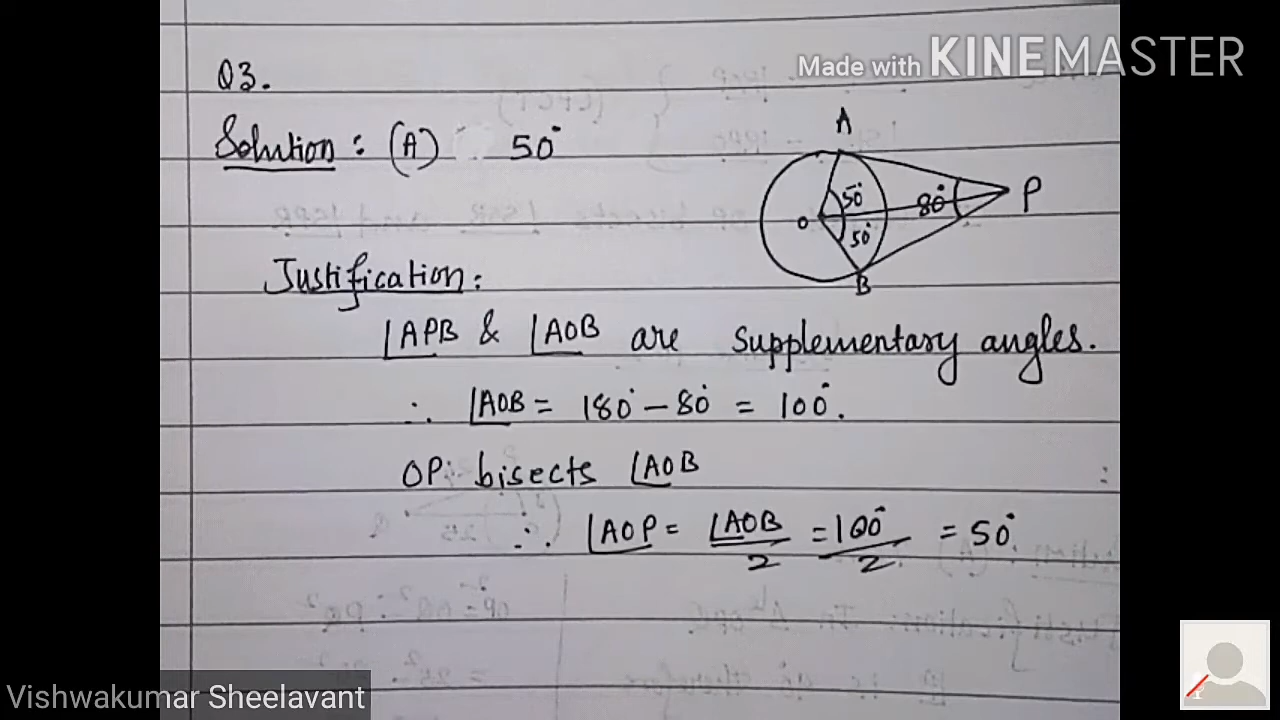 Made with KINEMASTER
Q3.
Solution : (A) 50°
A
50°
80°
P
O
50°
B
Justification :
∠APB & ∠AOB are supplementary angles.
∴ ∠AOB = 180° - 80° = 100°.
OP bisects ∠AOB
∴ ∠AOP = ∠AOB/2 = 100°/2 = 50°
Vishwakumar Sheelavant